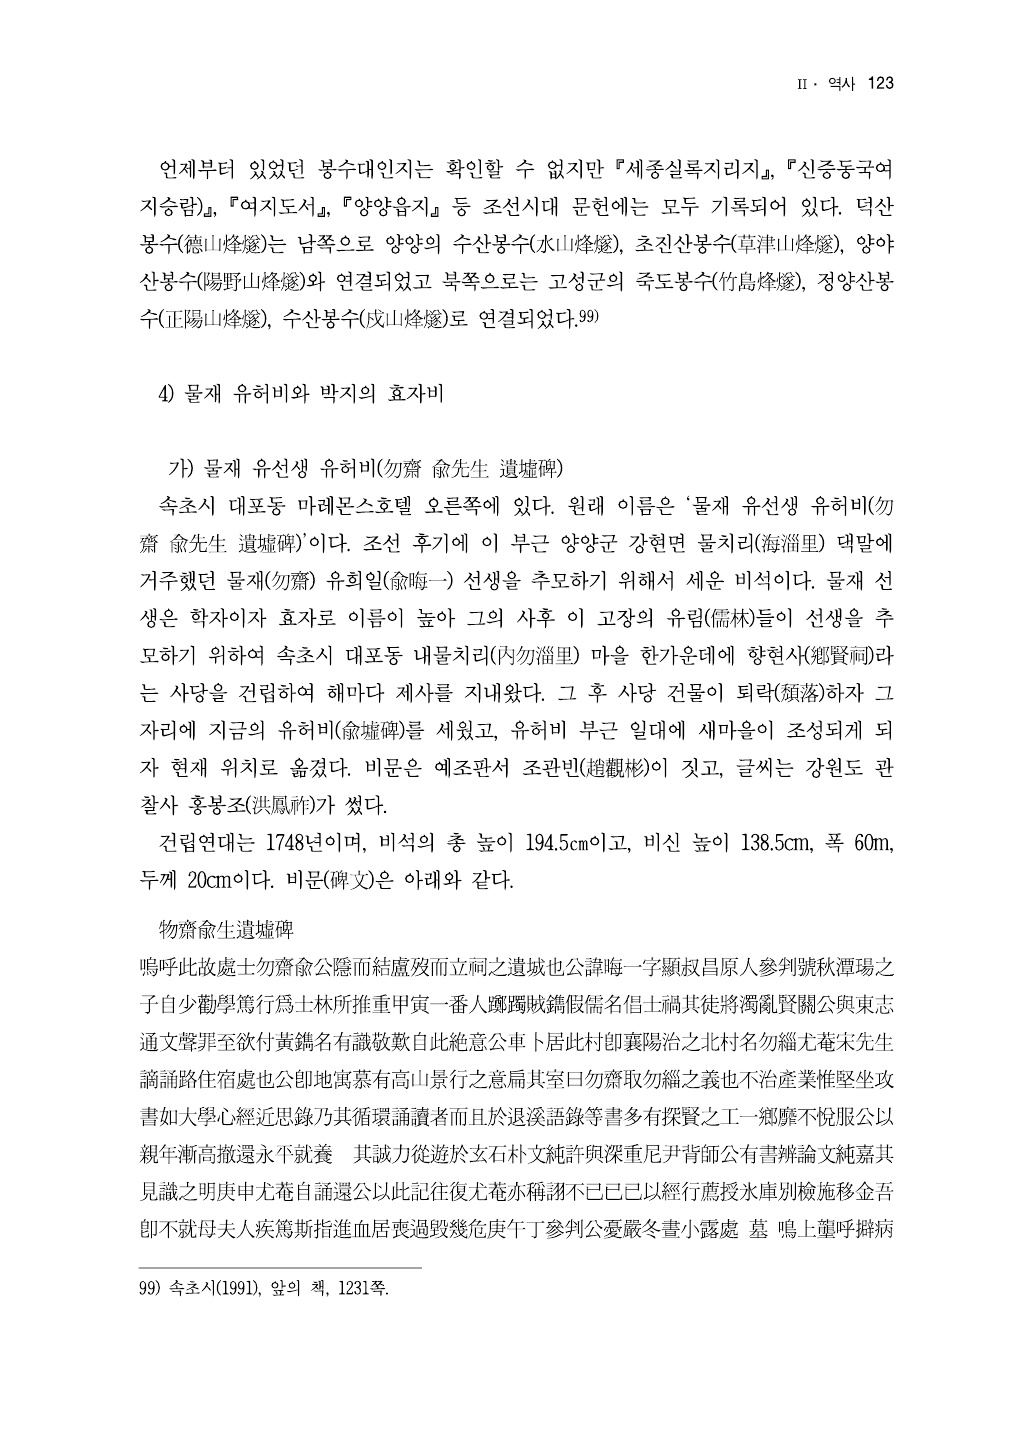 II · 역사 123
언제부터 있었던 봉수대인지는 확인할 수 없지만 『세종실록지리지』, 『신증동국여
지승람)』, 『여지도서』, 『양양읍지』 등 조선시대 문헌에는 모두 기록되어 있다. 덕산
봉수(德山烽燧)는 남쪽으로 양양의 수산봉수(水山烽燧), 초진산봉수(草津山烽燧), 양야
산봉수(陽野山烽燧)와 연결되었고 북쪽으로는 고성군의 죽도봉수(竹島烽燧), 정양산봉
수(正陽山烽燧), 수산봉수(戍山烽燧)로 연결되었다.99)
4) 물재 유허비와 박지의 효자비
가) 물재 유선생 유허비(勿齋 兪先生 遺墟碑)
속초시 대포동 마레몬스호텔 오른쪽에 있다. 원래 이름은 ‘물재 유선생 유허비(勿
齋 兪先生 遺墟碑)’이다. 조선 후기에 이 부근 양양군 강현면 물치리(海淄里) 댁말에
거주했던 물재(勿齋) 유희일(兪晦一) 선생을 추모하기 위해서 세운 비석이다. 물재 선
생은 학자이자 효자로 이름이 높아 그의 사후 이 고장의 유림(儒林)들이 선생을 추
모하기 위하여 속초시 대포동 내물치리(內勿淄里) 마을 한가운데에 향현사(鄕賢祠)라
는 사당을 건립하여 해마다 제사를 지내왔다. 그 후 사당 건물이 퇴락(頹落)하자 그
자리에 지금의 유허비(兪墟碑)를 세웠고, 유허비 부근 일대에 새마을이 조성되게 되
자 현재 위치로 옮겼다. 비문은 예조판서 조관빈(趙觀彬)이 짓고, 글씨는 강원도 관
찰사 홍봉조(洪鳳祚)가 썼다.
건립연대는 1748년이며, 비석의 총 높이 194.5㎝이고, 비신 높이 138.5cm, 폭 60m,
두께 20cm이다. 비문(碑文)은 아래와 같다.
物齋兪生遺墟碑
嗚呼此故處士勿齋兪公隱而結廬歿而立祠之遺城也公諱晦一字顯叔昌原人參判號秋潭瑒之
子自少勸學篤行爲士林所推重甲寅一番人躑躅賊鐫假儒名倡士禍其徒將濁亂賢關公與東志
通文聲罪至欲付黃鐫名有識敬歎自此絶意公車卜居此村卽襄陽治之北村名勿緇尤菴宋先生
謫誦路住宿處也公卽地寓慕有高山景行之意扁其室曰勿齋取勿緇之義也不治産業惟堅坐攻
書如大學心經近思錄乃其循環誦讀者而且於退溪語錄等書多有探賢之工一鄕靡不悅服公以
親年漸高撤還永平就養 其誠力從遊於玄石朴文純許與深重尼尹背師公有書辨論文純嘉其
見識之明庚申尤菴自誦還公以此記往復尤菴亦稱詡不已已已以經行薦授氷庫別檢施移金吾
卽不就母夫人疾篤斯指進血居喪過毀幾危庚午丁參判公憂嚴冬晝小露處 墓 鳴上壟呼擗病
99) 속초시(1991), 앞의 책, 1231쪽.